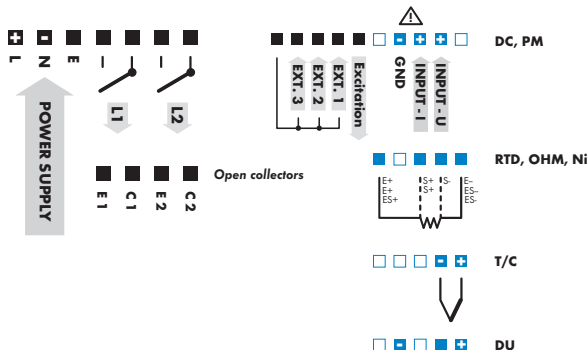 DC, PM
L
N
E
POWER SUPPLY
L1
L2
EXT. 3
EXT. 2
EXT. 1
Excitation
GND
INPUT - I
INPUT - U
E1
C1
E2
C2
Open collectors
RTD, OHM, Ni
E+
E+
ES+
S+
S+
S-
E–
ES–
ES-
T/C
DU